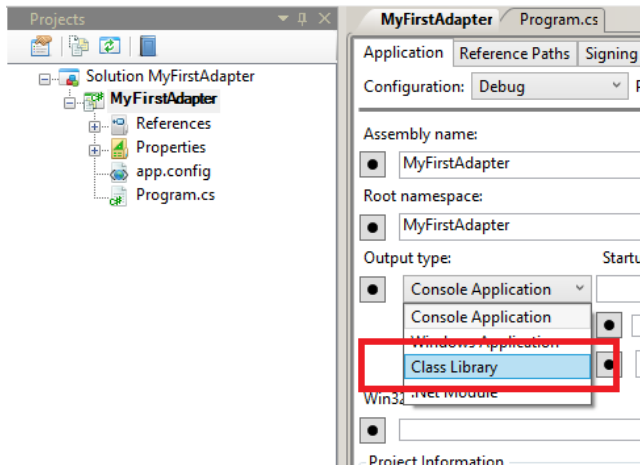 Projects
Solution MyFirstAdapter
MyFirstAdapter
References
Properties
app.config
Program.cs
MyFirstAdapter Program.cs
Application Reference Paths Signing
Configuration: Debug
Assembly name:
MyFirstAdapter
Root namespace:
MyFirstAdapter
Output type: Startu
Console Application
Console Application
Windows Application
Class Library
.Net Module
Win32
Project Information